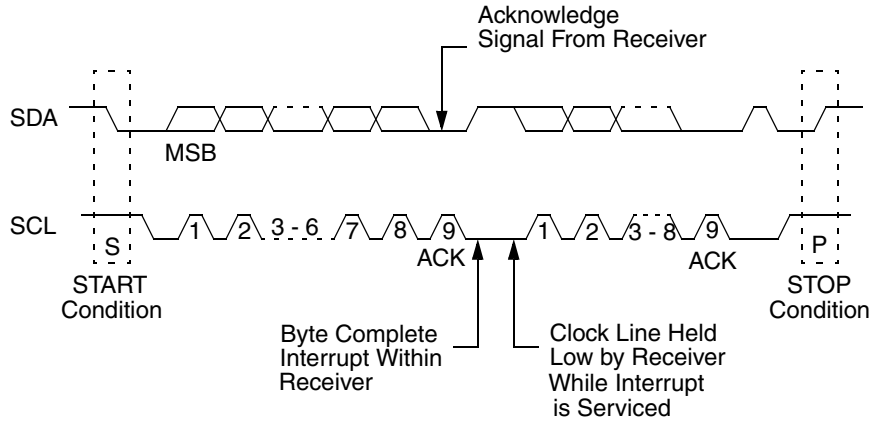 Acknowledge
Signal From Receiver
SDA
MSB
SCL
S
1
2
3 - 6
7
8
9
ACK
1
2
3 - 8
9
ACK
P
START
Condition
STOP
Condition
Byte Complete
Interrupt Within
Receiver
Clock Line Held
Low by Receiver
While Interrupt
is Serviced